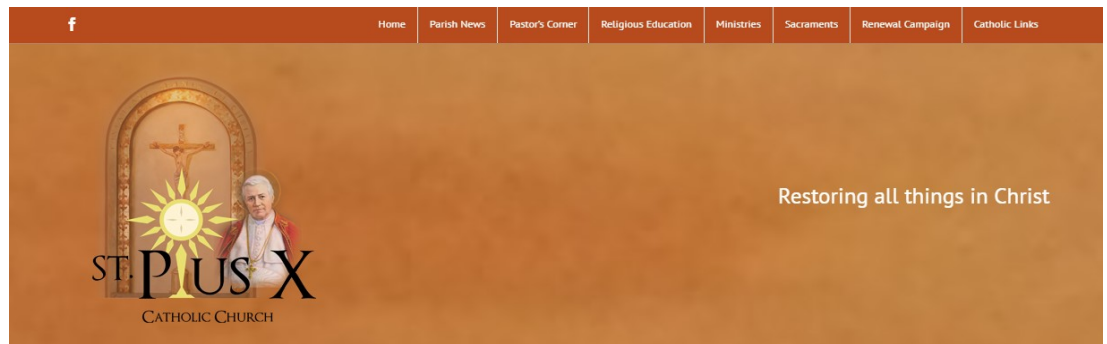 f
Home
Parish News
Pastor's Corner
Religious Education
Ministries
Sacraments
Renewal Campaign
Catholic Links
Restoring all things in Christ
ST. PIUS X
CATHOLIC CHURCH